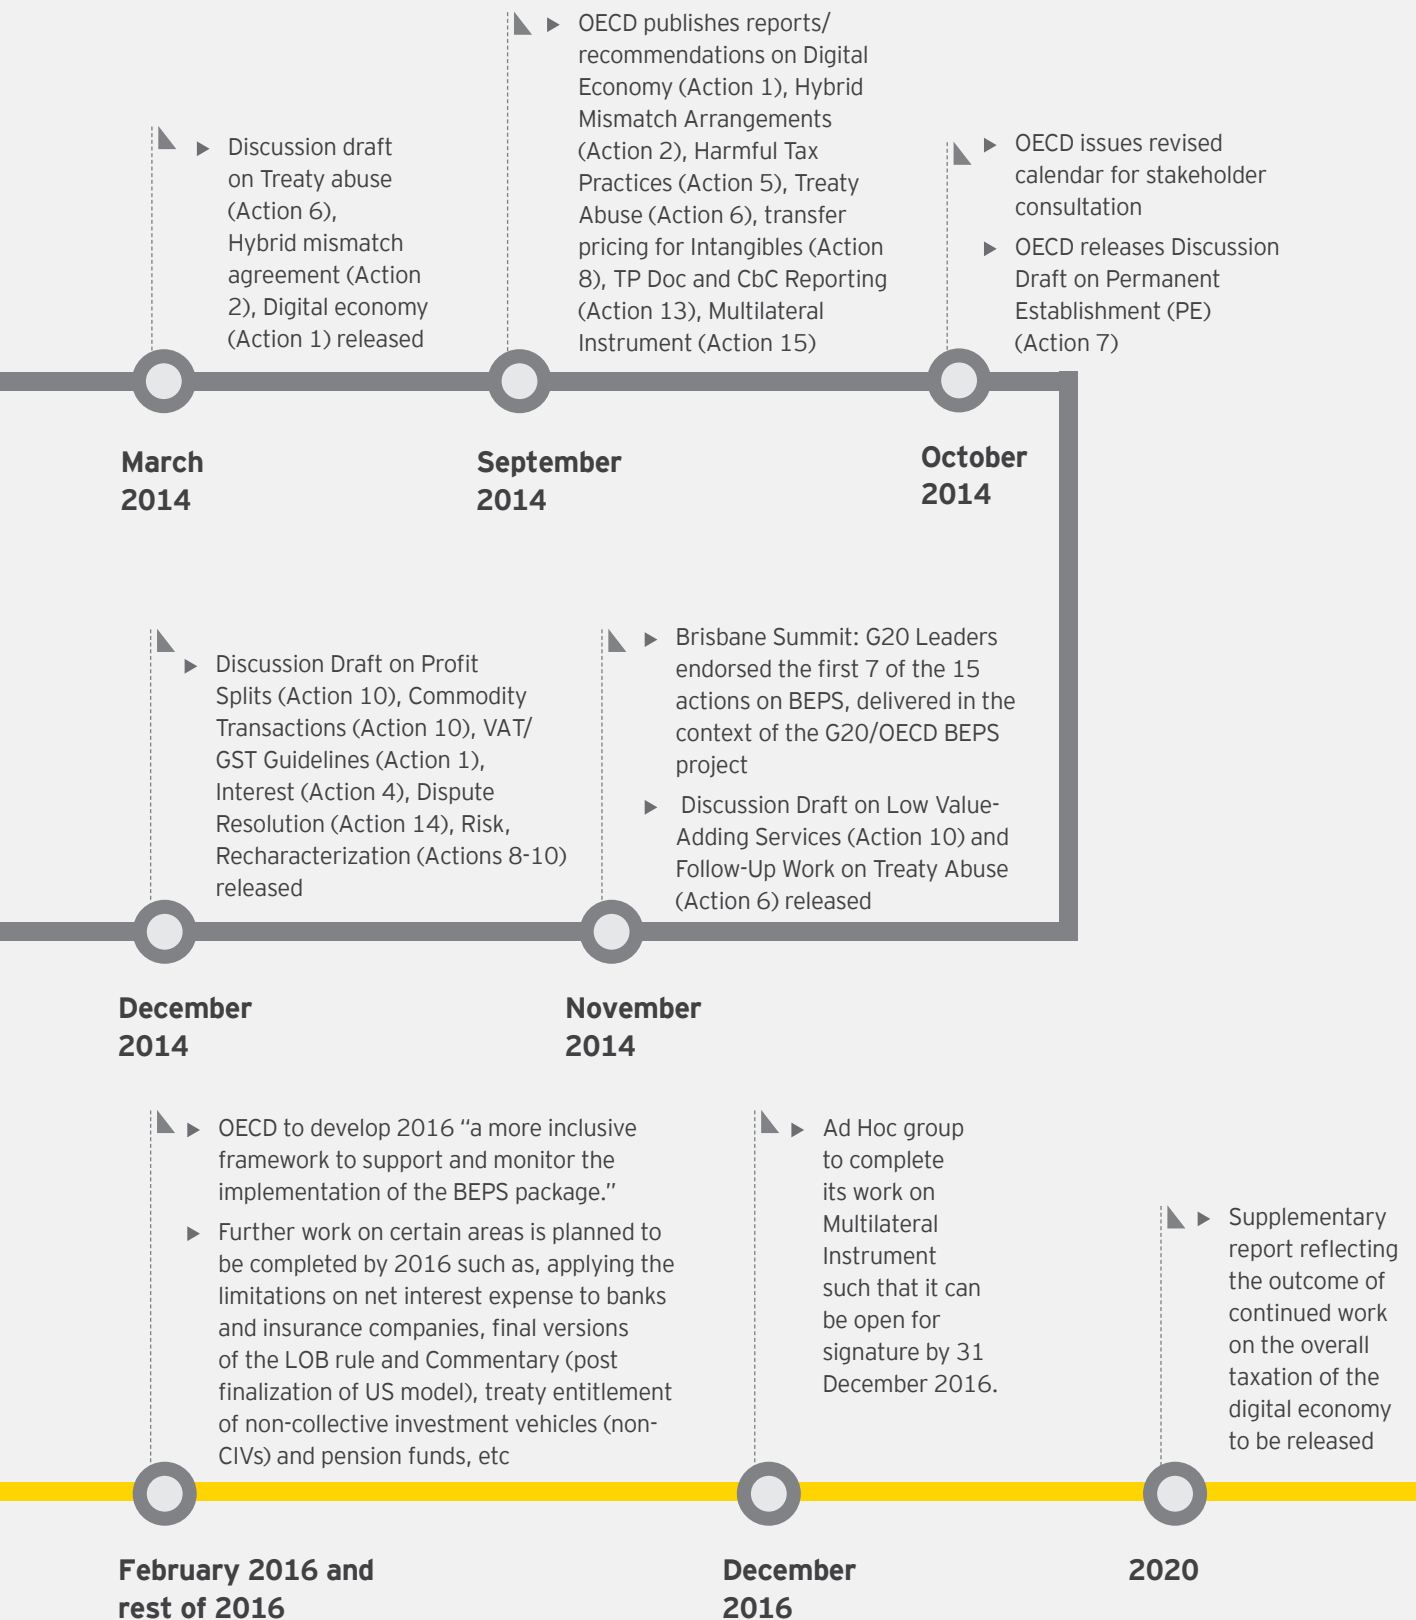 ► Discussion draft
on Treaty abuse
(Action 6),
Hybrid mismatch
agreement (Action
2), Digital economy
(Action 1) released
March
2014
► OECD publishes reports/
recommendations on Digital
Economy (Action 1), Hybrid
Mismatch Arrangements
(Action 2), Harmful Tax
Practices (Action 5), Treaty
Abuse (Action 6), transfer
pricing for Intangibles (Action
8), TP Doc and CbC Reporting
(Action 13), Multilateral
Instrument (Action 15)
September
2014
► OECD issues revised
calendar for stakeholder
consultation
► OECD releases Discussion
Draft on Permanent
Establishment (PE)
(Action 7)
October
2014
► Discussion Draft on Profit
Splits (Action 10), Commodity
Transactions (Action 10), VAT/
GST Guidelines (Action 1),
Interest (Action 4), Dispute
Resolution (Action 14), Risk,
Recharacterization (Actions 8-10)
released
December
2014
► Brisbane Summit: G20 Leaders
endorsed the first 7 of the 15
actions on BEPS, delivered in the
context of the G20/OECD BEPS
project
► Discussion Draft on Low Value-
Adding Services (Action 10) and
Follow-Up Work on Treaty Abuse
(Action 6) released
November
2014
► OECD to develop 2016 “a more inclusive
framework to support and monitor the
implementation of the BEPS package.”
► Further work on certain areas is planned to
be completed by 2016 such as, applying the
limitations on net interest expense to banks
and insurance companies, final versions
of the LOB rule and Commentary (post
finalization of US model), treaty entitlement
of non-collective investment vehicles (non-
CIVs) and pension funds, etc
February 2016 and
rest of 2016
► Ad Hoc group
to complete
its work on
Multilateral
Instrument
such that it can
be open for
signature by 31
December 2016.
December
2016
► Supplementary
report reflecting
the outcome of
continued work
on the overall
taxation of the
digital economy
to be released
2020